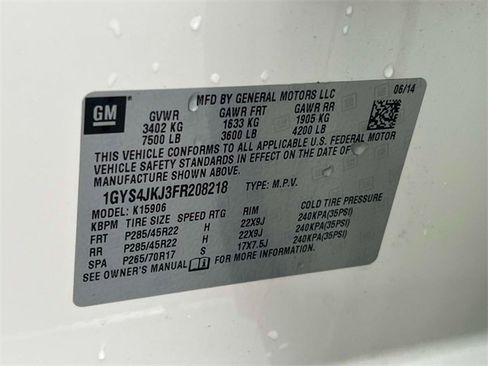 GM
MFD BY GENERAL MOTORS LLC
06/14
GVWR GAWR FRT GAWR RR
3402 KG 1633 KG 1905 KG
7500 LB 3600 LB 4200 LB
THIS VEHICLE CONFORMS TO ALL APPLICABLE U.S. FEDERAL MOTOR
VEHICLE SAFETY STANDARDS IN EFFECT ON THE DATE OF
MANUFACTURE SHOWN ABOVE.
1GYS4JKJ3FR208218 TYPE: M.P.V.
MODEL: K15906
KBPM TIRE SIZE SPEED RTG RIM COLD TIRE PRESSURE
FRT P285/45R22 H 22X9J 240KPA(35PSI)
RR P285/45R22 H 22X9J 240KPA(35PSI)
SPA P265/70R17 S 17X7.5J 240KPA(35PSI)
SEE OWNER'S MANUAL FOR MORE INFORMATION.